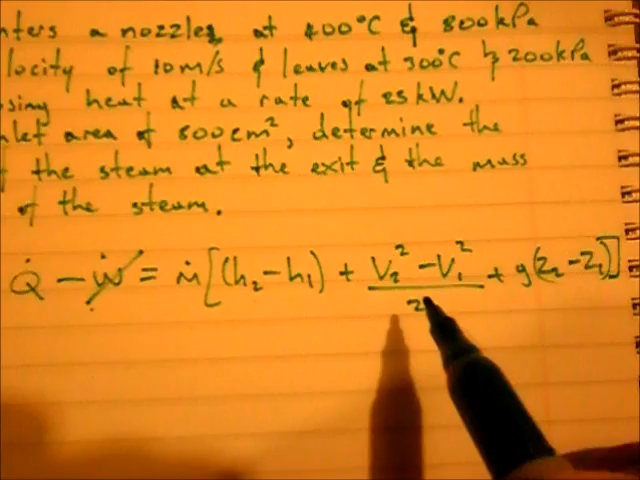 nters a nozzle, at 400°C & 800kPa
locity of 10m/s & leaves at 300°C & 200kPa
osing heat at a rate of 25kW.
nlet area of 800cm², determine the
f the steam at the exit & the mass
of the steam.
Q̇ - Ẇ = ṁ[(h₂-h₁) + (V₂²-V₁²)/2 + g(z₂-z₁)]